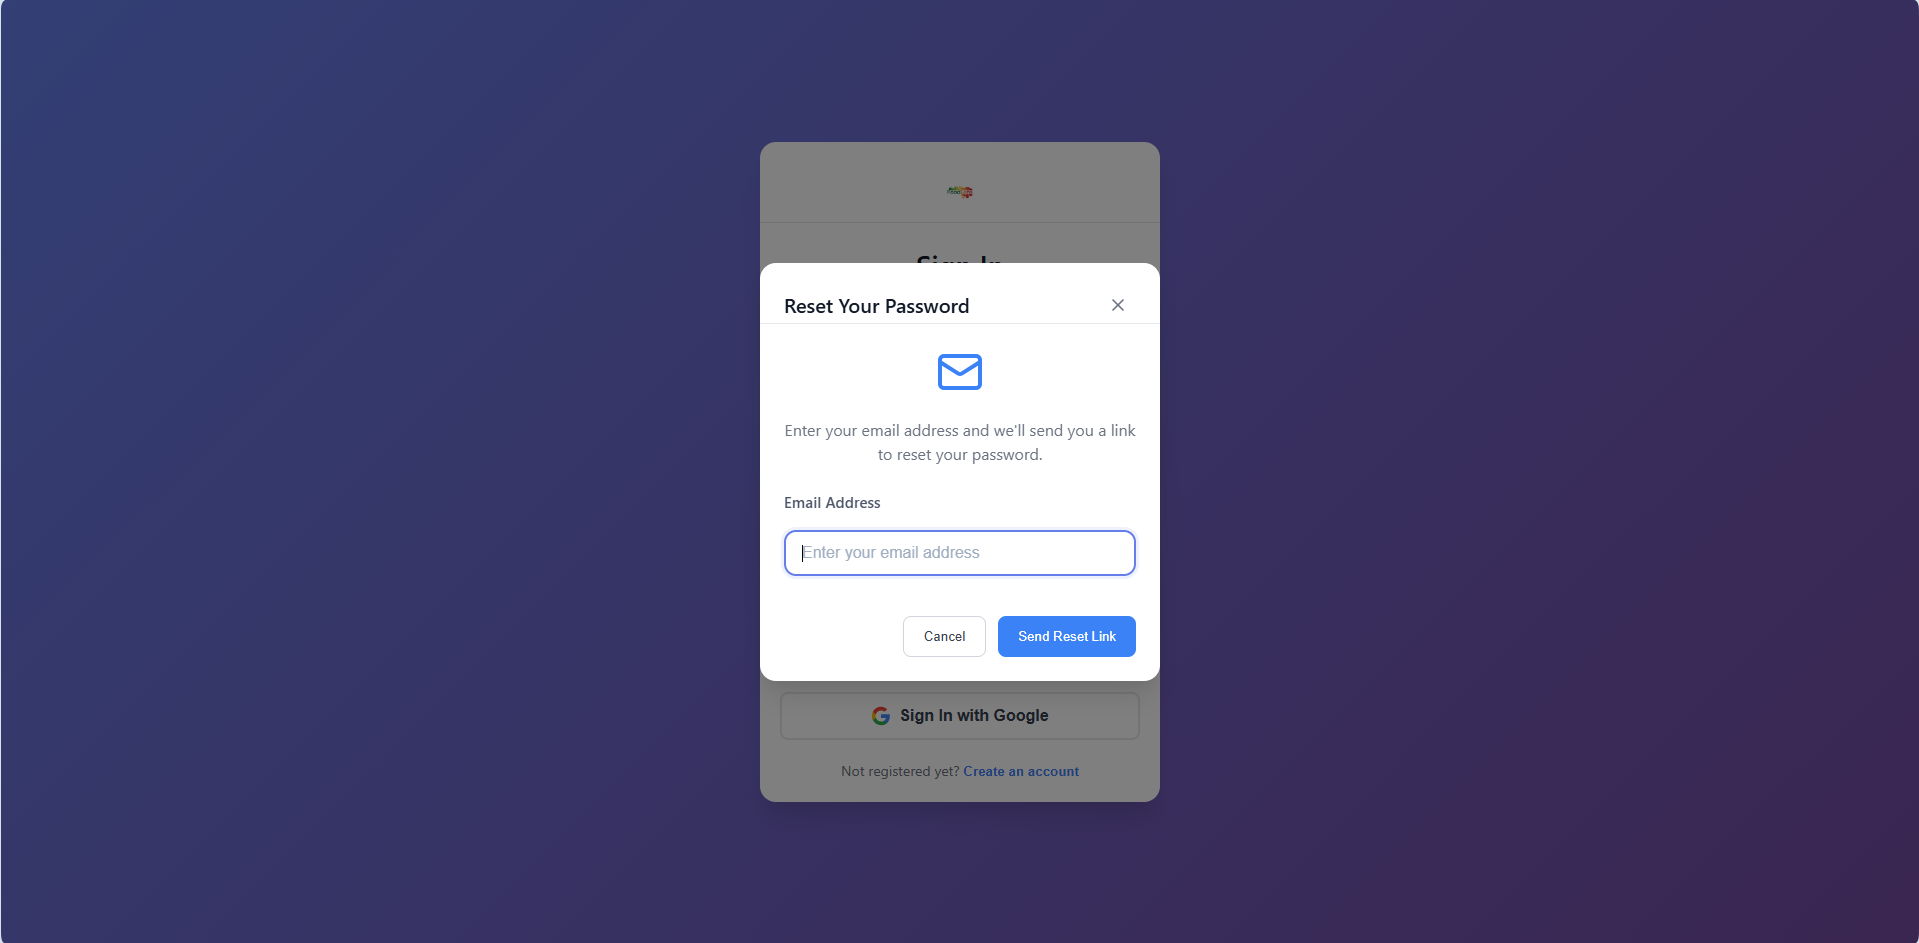 Sign In
Reset Your Password
Enter your email address and we'll send you a link
to reset your password.
Email Address
Enter your email address
Cancel
Send Reset Link
Sign In with Google
Not registered yet? Create an account